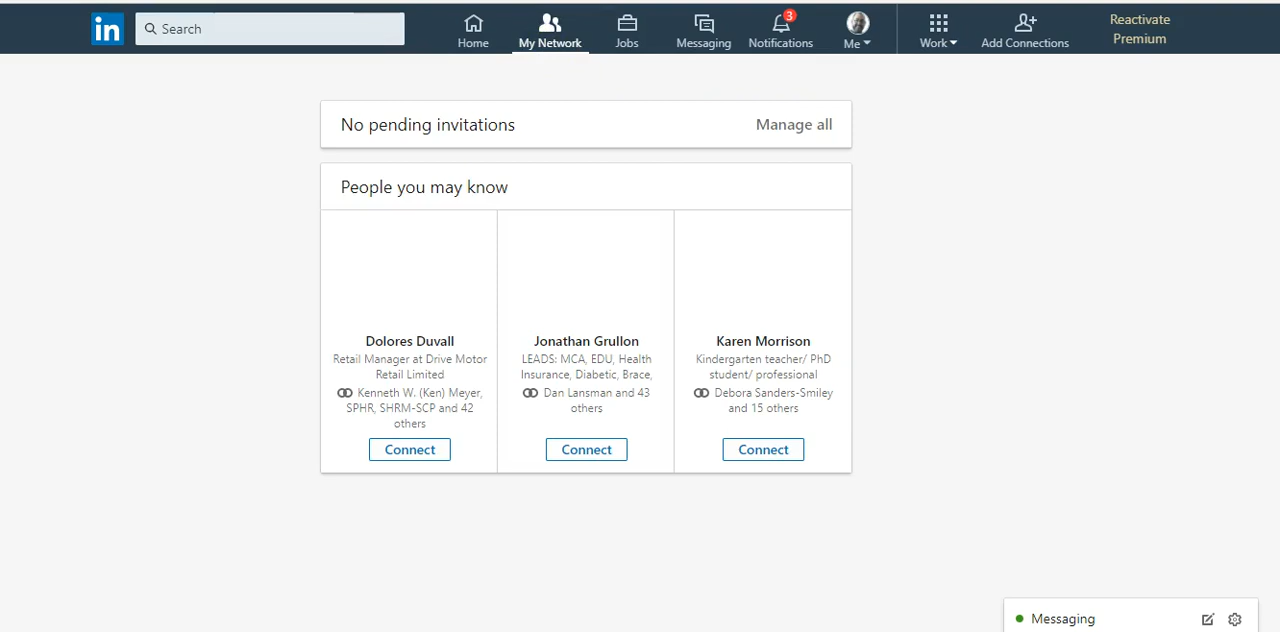 in
Search
Home
My Network
Jobs
Messaging
3
Notifications
Me
Work
Add Connections
Reactivate
Premium
No pending invitations
Manage all
People you may know
Dolores Duvall
Retail Manager at Drive Motor
Retail Limited
Kenneth W. (Ken) Meyer,
SPHR, SHRM-SCP and 42
others
Connect
Jonathan Grullon
LEADS: MCA, EDU, Health
Insurance, Diabetic, Brace,
Dan Lansman and 43
others
Connect
Karen Morrison
Kindergarten teacher/ PhD
student/ professional
Debora Sanders-Smiley
and 15 others
Connect
Messaging